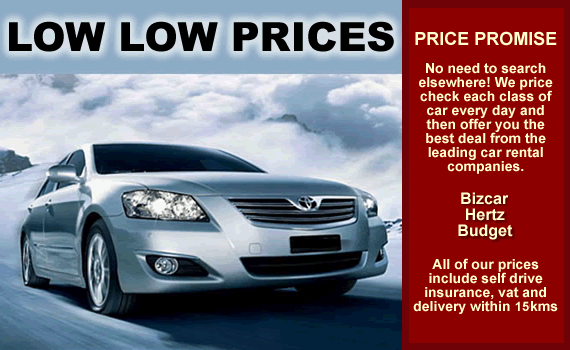 LOW LOW PRICES
PRICE PROMISE
No need to search
elsewhere! We price
check each class of
car every day and
then offer you the
best deal from the
leading car rental
companies.
Bizcar
Hertz
Budget
All of our prices
include self drive
insurance, vat and
delivery within 15kms